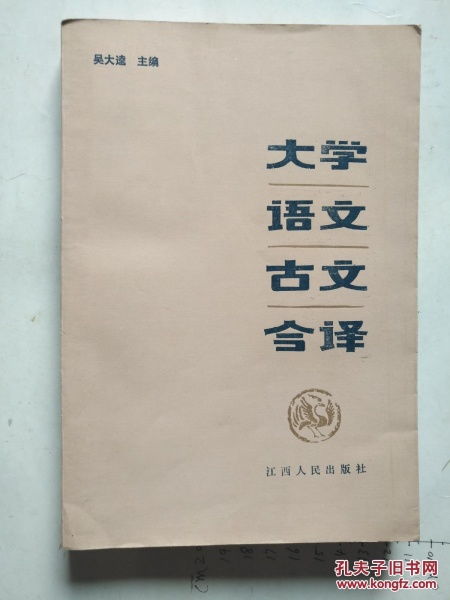 吴大逵 主编
大学
语文
古文
今译
江西人民出版社
孔夫子旧书网
www.kongfz.com